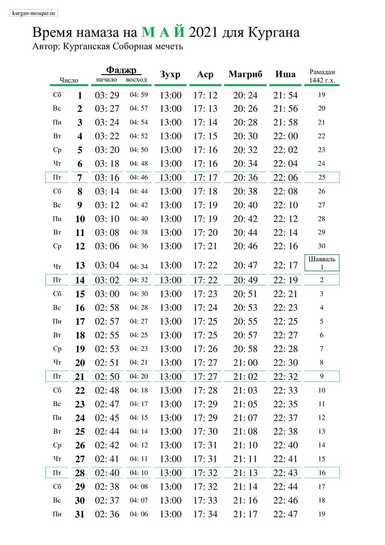 kurgan-mosque.ru
Время намаза на М А Й 2021 для Кургана
Автор: Курганская Соборная мечеть
Число Фаджр Зухр Аср Магриб Иша Рамадан
начало восход 1442 г.х.
Сб 1 03: 29 04: 59 13:00 17: 12 20: 24 21: 54 19
Вс 2 03: 27 04: 57 13:00 17: 13 20: 26 21: 56 20
Пн 3 03: 24 04: 54 13:00 17: 14 20: 28 21: 58 21
Вт 4 03: 22 04: 52 13:00 17: 15 20: 30 22: 00 22
Ср 5 03: 20 04: 50 13:00 17: 16 20: 32 22: 02 23
Чт 6 03: 18 04: 48 13:00 17: 16 20: 34 22: 04 24
Пт 7 03: 16 04: 46 13:00 17: 17 20: 36 22: 06 25
Сб 8 03: 14 04: 44 13:00 17: 18 20: 38 22: 08 26
Вс 9 03: 12 04: 42 13:00 17: 19 20: 40 22: 10 27
Пн 10 03: 10 04: 40 13:00 17: 19 20: 42 22: 12 28
Вт 11 03: 08 04: 38 13:00 17: 20 20: 44 22: 14 29
Ср 12 03: 06 04: 36 13:00 17: 21 20: 46 22: 16 30
Шавваль
Чт 13 03: 04 04: 34 13:00 17: 22 20: 47 22: 17 1
Пт 14 03: 02 04: 32 13:00 17: 22 20: 49 22: 19 2
Сб 15 03: 00 04: 30 13:00 17: 23 20: 51 22: 21 3
Вс 16 02: 58 04: 28 13:00 17: 24 20: 53 22: 23 4
Пн 17 02: 57 04: 27 13:00 17: 25 20: 55 22: 25 5
Вт 18 02: 55 04: 25 13:00 17: 25 20: 57 22: 27 6
Ср 19 02: 53 04: 23 13:00 17: 26 20: 58 22: 28 7
Чт 20 02: 51 04: 21 13:00 17: 27 21: 00 22: 30 8
Пт 21 02: 50 04: 20 13:00 17: 27 21: 02 22: 32 9
Сб 22 02: 48 04: 18 13:00 17: 28 21: 03 22: 33 10
Вс 23 02: 47 04: 17 13:00 17: 29 21: 05 22: 35 11
Пн 24 02: 45 04: 15 13:00 17: 29 21: 07 22: 37 12
Вт 25 02: 44 04: 14 13:00 17: 30 21: 08 22: 38 13
Ср 26 02: 42 04: 12 13:00 17: 31 21: 10 22: 40 14
Чт 27 02: 41 04: 11 13:00 17: 31 21: 11 22: 41 15
Пт 28 02: 40 04: 10 13:00 17: 32 21: 13 22: 43 16
Сб 29 02: 38 04: 08 13:00 17: 32 21: 14 22: 44 17
Вс 30 02: 37 04: 07 13:00 17: 33 21: 16 22: 46 18
Пн 31 02: 36 04: 06 13:00 17: 34 21: 17 22: 47 19